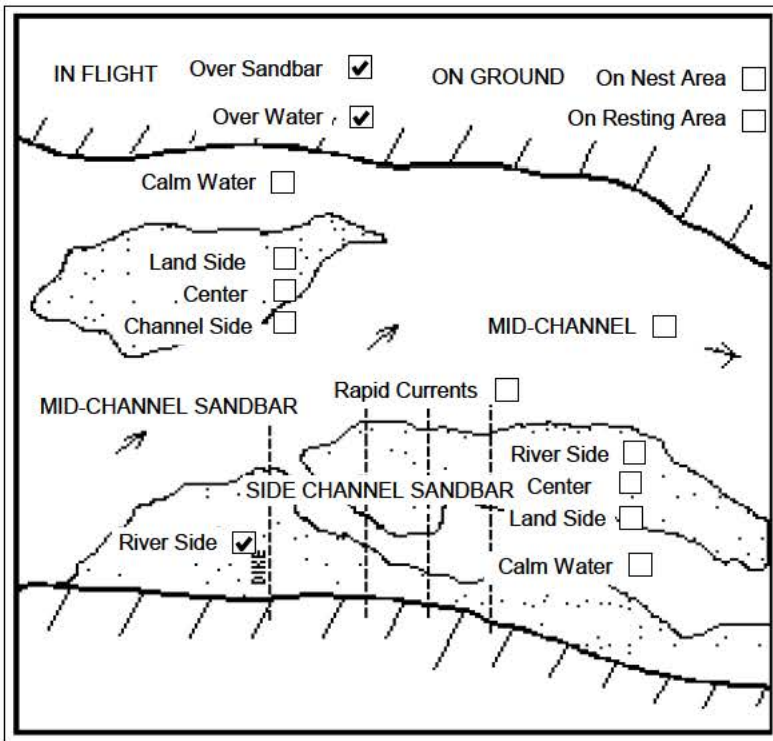 IN FLIGHT Over Sandbar ON GROUND On Nest Area
Over Water On Resting Area
Calm Water
Land Side
Center
Channel Side
MID-CHANNEL
Rapid Currents
MID-CHANNEL SANDBAR
River Side
SIDE CHANNEL SANDBAR Center
Land Side
River Side
DIKE
Calm Water